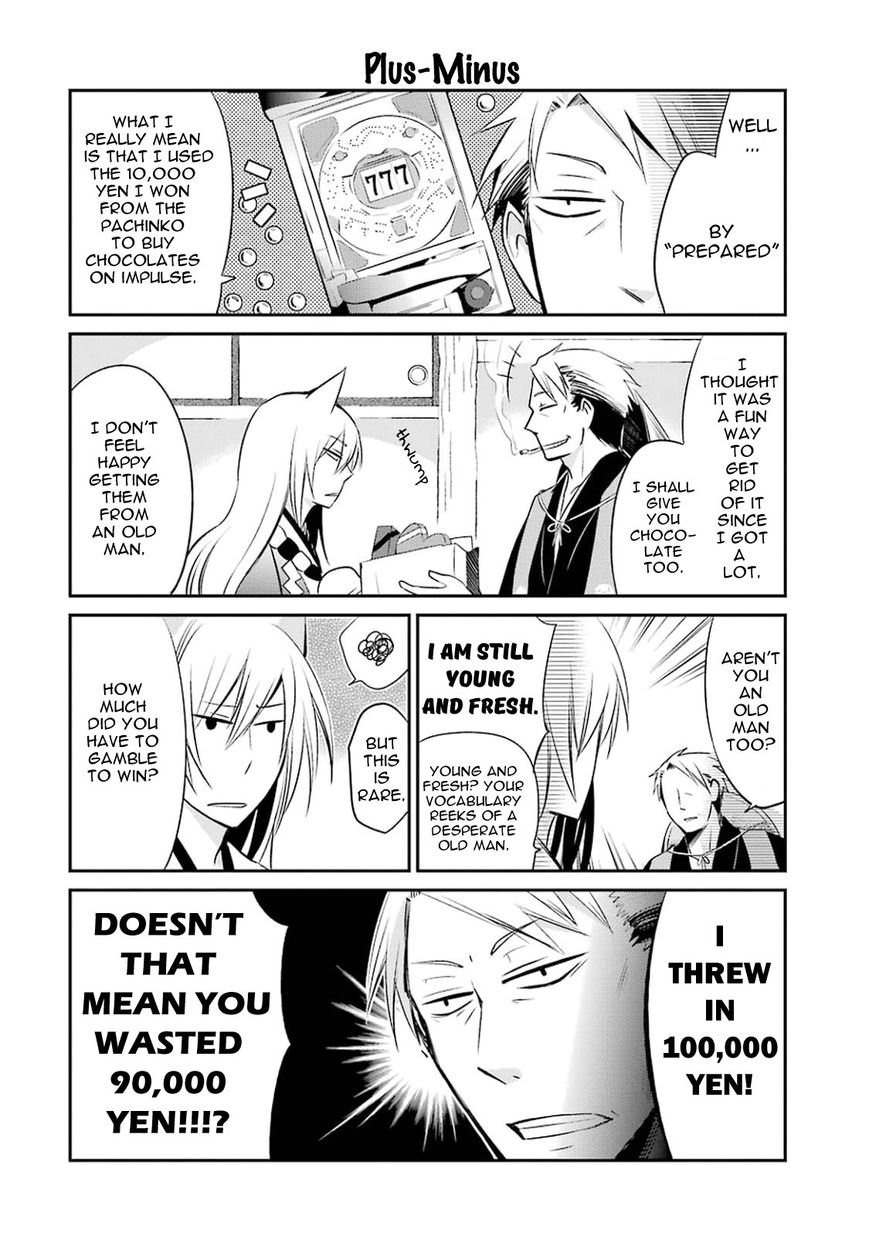 Plus-Minus
WELL
...
BY
"PREPARED"
WHAT I
REALLY MEAN
IS THAT I USED
THE 10,000
YEN I WON
FROM THE
PACHINKO
TO BUY
CHOCOLATES
ON IMPULSE.
777
I
THOUGHT
IT WAS
A FUN
WAY
TO
GET
RID
OF IT
SINCE
I GOT
A
LOT.
I SHALL
GIVE
YOU
CHOCO-
LATE
TOO.
thwump
I DON'T
FEEL
HAPPY
GETTING
THEM
FROM
AN OLD
MAN.
AREN'T
YOU
AN
OLD
MAN
TOO?
I AM STILL
YOUNG
AND FRESH.
YOUNG AND
FRESH? YOUR
VOCABULARY
REEKS OF A
DESPERATE
OLD MAN.
BUT
THIS
IS
RARE.
HOW
MUCH
DID YOU
HAVE TO
GAMBLE
TO WIN?
I
THREW
IN
100,000
YEN!
DOESN'T
THAT
MEAN YOU
WASTED
90,000
YEN!!!?